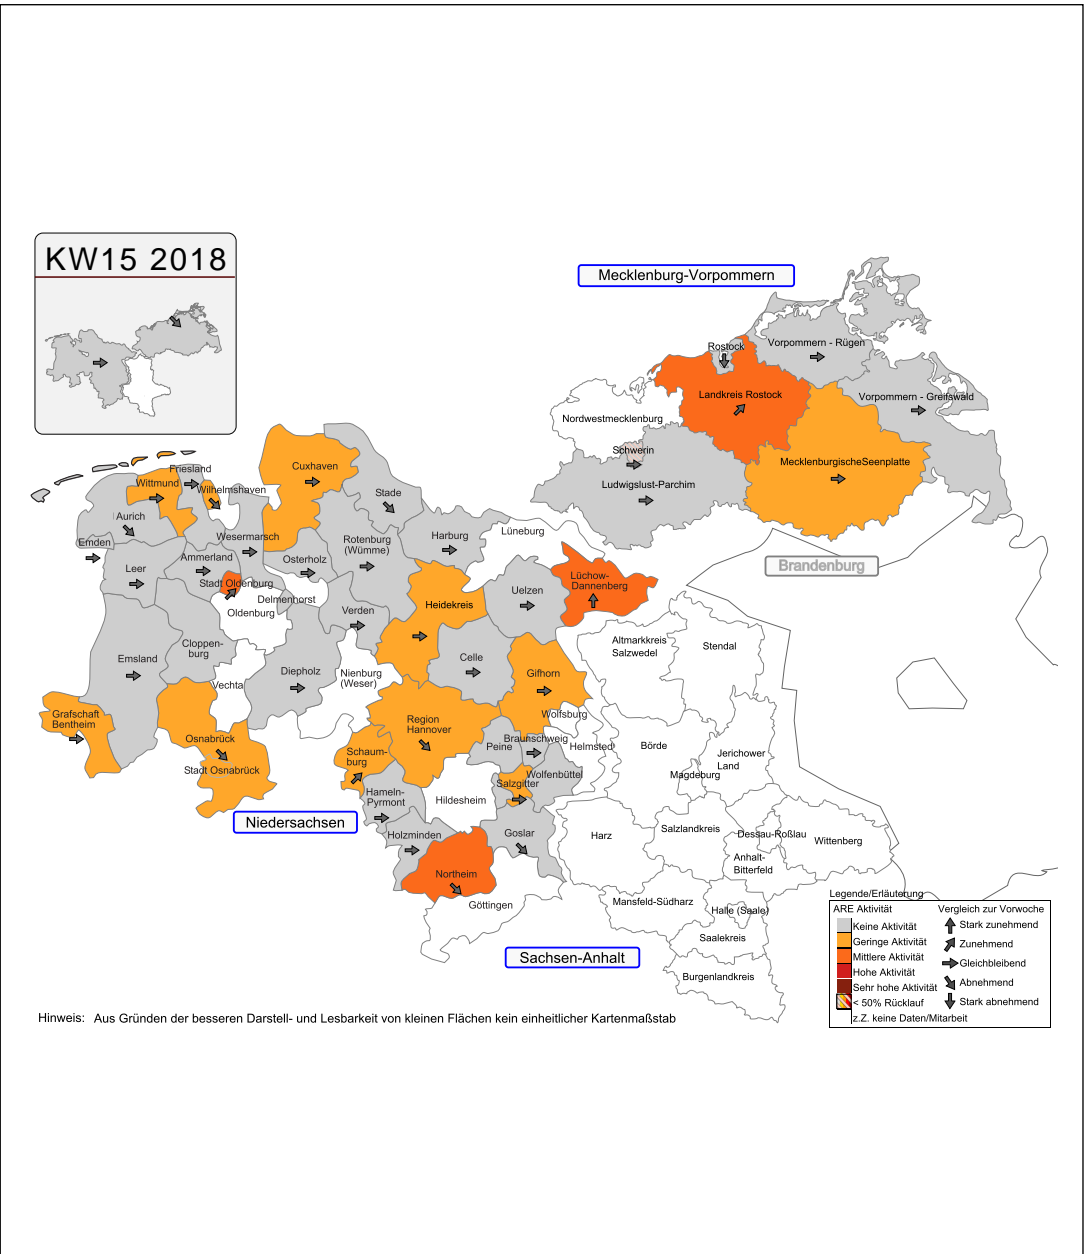 KW15 2018
Mecklenburg-Vorpommern
Rostock
Vorpommern - Rügen
Landkreis Rostock
Vorpommern - Greifswald
Nordwestmecklenburg
Schwerin
MecklenburgischeSeenplatte
Ludwigslust-Parchim
Brandenburg
Cuxhaven
Friesland
Wittmund
Wilhelmshaven
Stade
Aurich
Emden
Wesermarsch
Rotenburg
(Wümme)
Harburg
Lüneburg
Leer
Ammerland
Osterholz
Stadt Oldenburg
Delmenhorst
Oldenburg
Verden
Heidekreis
Uelzen
Lüchow-
Dannenberg
Cloppen-
burg
Emsland
Vechta
Diepholz
Nienburg
(Weser)
Celle
Gifhorn
Altmarkkreis
Salzwedel
Stendal
Grafschaft
Bentheim
Osnabrück
Stadt Osnabrück
Region
Hannover
Wolfsburg
Schaum-
burg
Peine
Braunschweig
Helmsted
Börde
Jerichower
Land
Magdeburg
Salzgitter
Wolfenbüttel
Hameln-
Pyrmont
Hildesheim
Niedersachsen
Holzminden
Goslar
Harz
Salzlandkreis
Dessau-Roßlau
Wittenberg
Anhalt-
Bitterfeld
Northeim
Göttingen
Mansfeld-Südharz
Halle (Saale)
Saalekreis
Sachsen-Anhalt
Burgenlandkreis
Legende/Erläuterung
ARE Aktivität
Keine Aktivität
Geringe Aktivität
Mittlere Aktivität
Hohe Aktivität
Sehr hohe Aktivität
< 50% Rücklauf
z.Z. keine Daten/Mitarbeit
Vergleich zur Vorwoche
Stark zunehmend
Zunehmend
Gleichbleibend
Abnehmend
Stark abnehmend
Hinweis: Aus Gründen der besseren Darstell- und Lesbarkeit von kleinen Flächen kein einheitlicher Kartenmaßstab